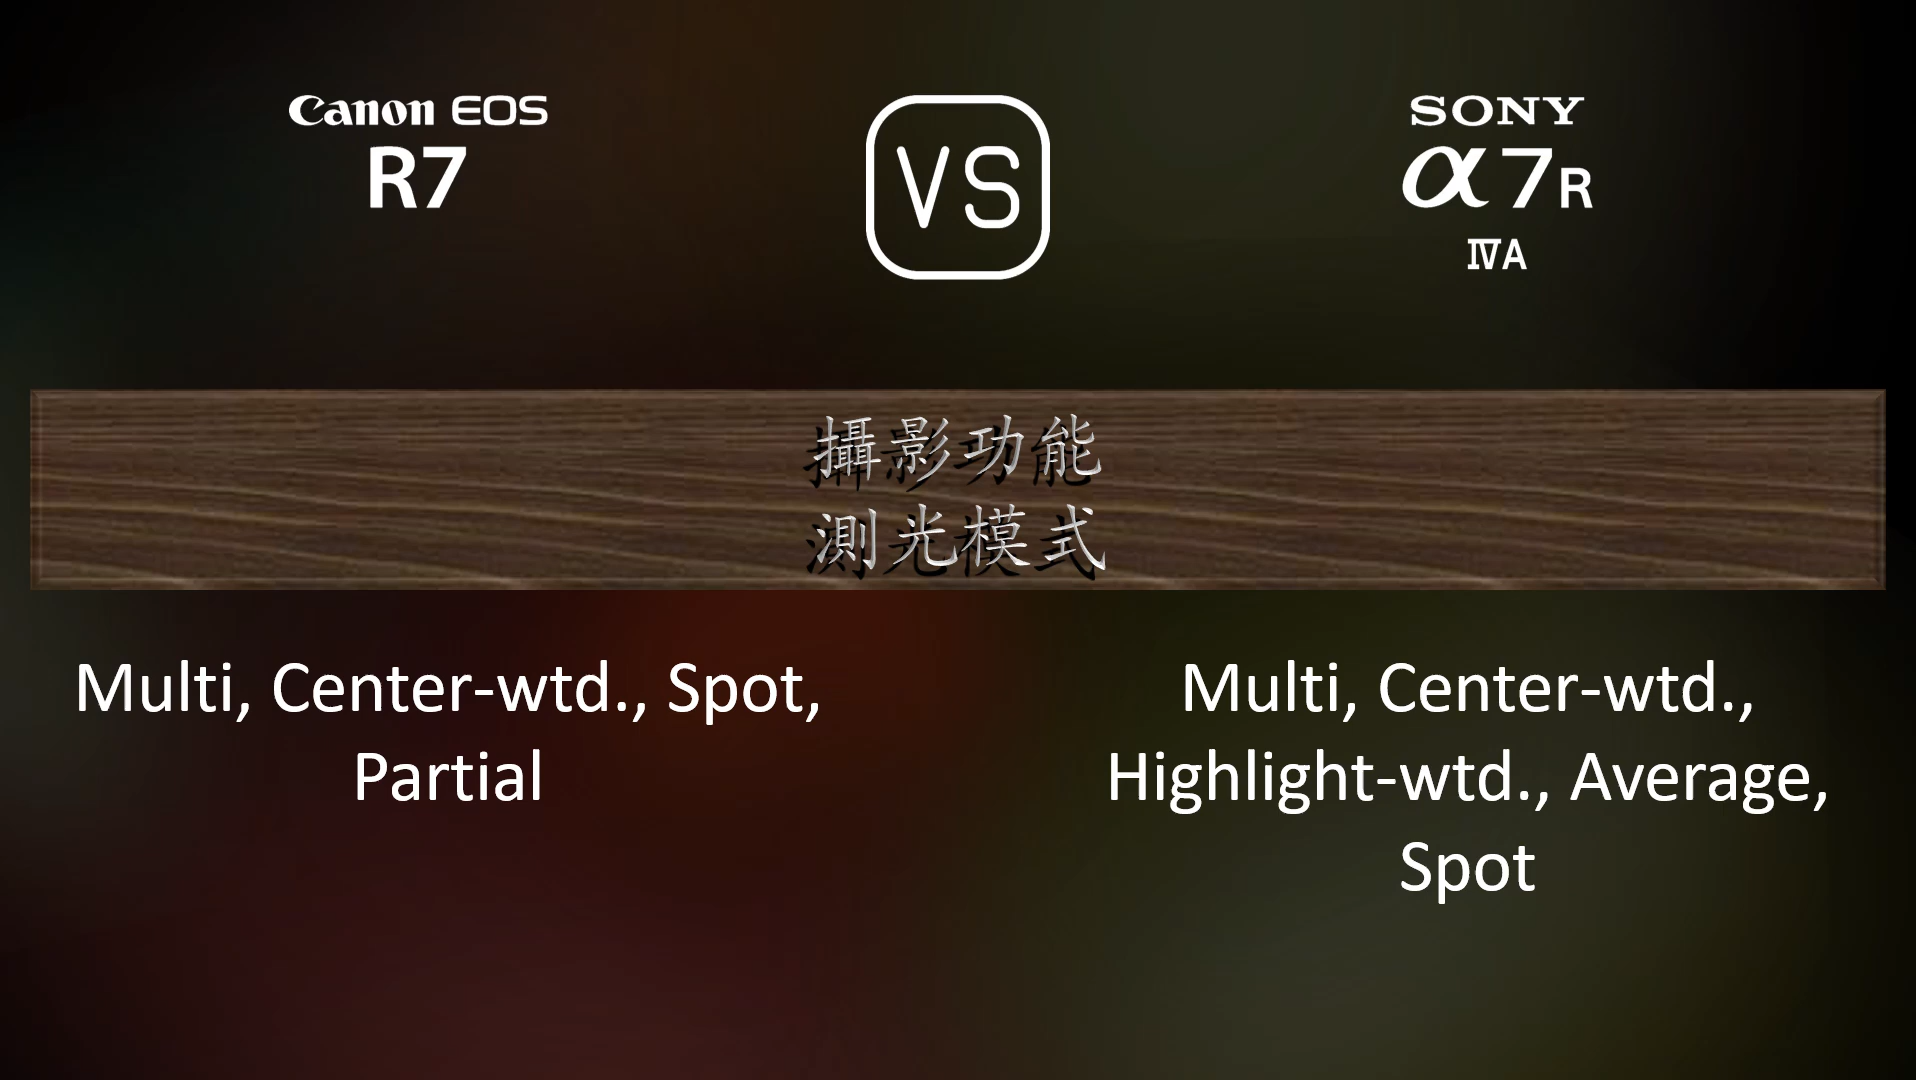 Canon EOS
R7
VS
SONY
α7R
IVA
攝影功能
測光模式
Multi, Center-wtd., Spot,
Partial
Multi, Center-wtd.,
Highlight-wtd., Average,
Spot